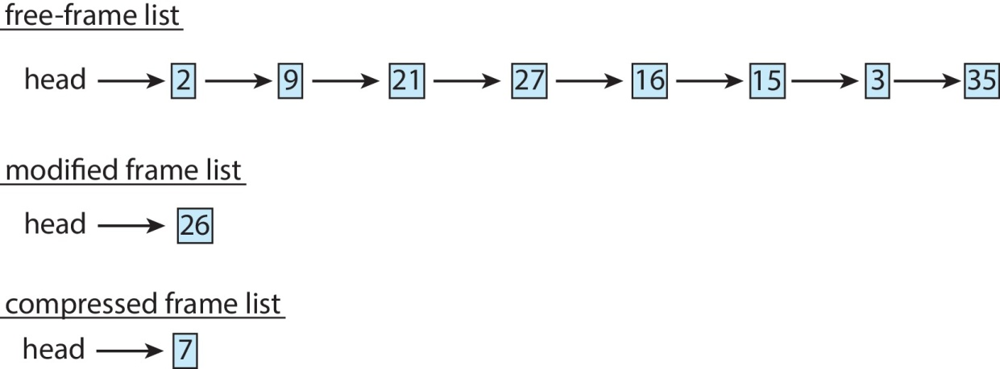 free-frame list
head 2 9 21 27 16 15 3 35
modified frame list
head 26
compressed frame list
head 7